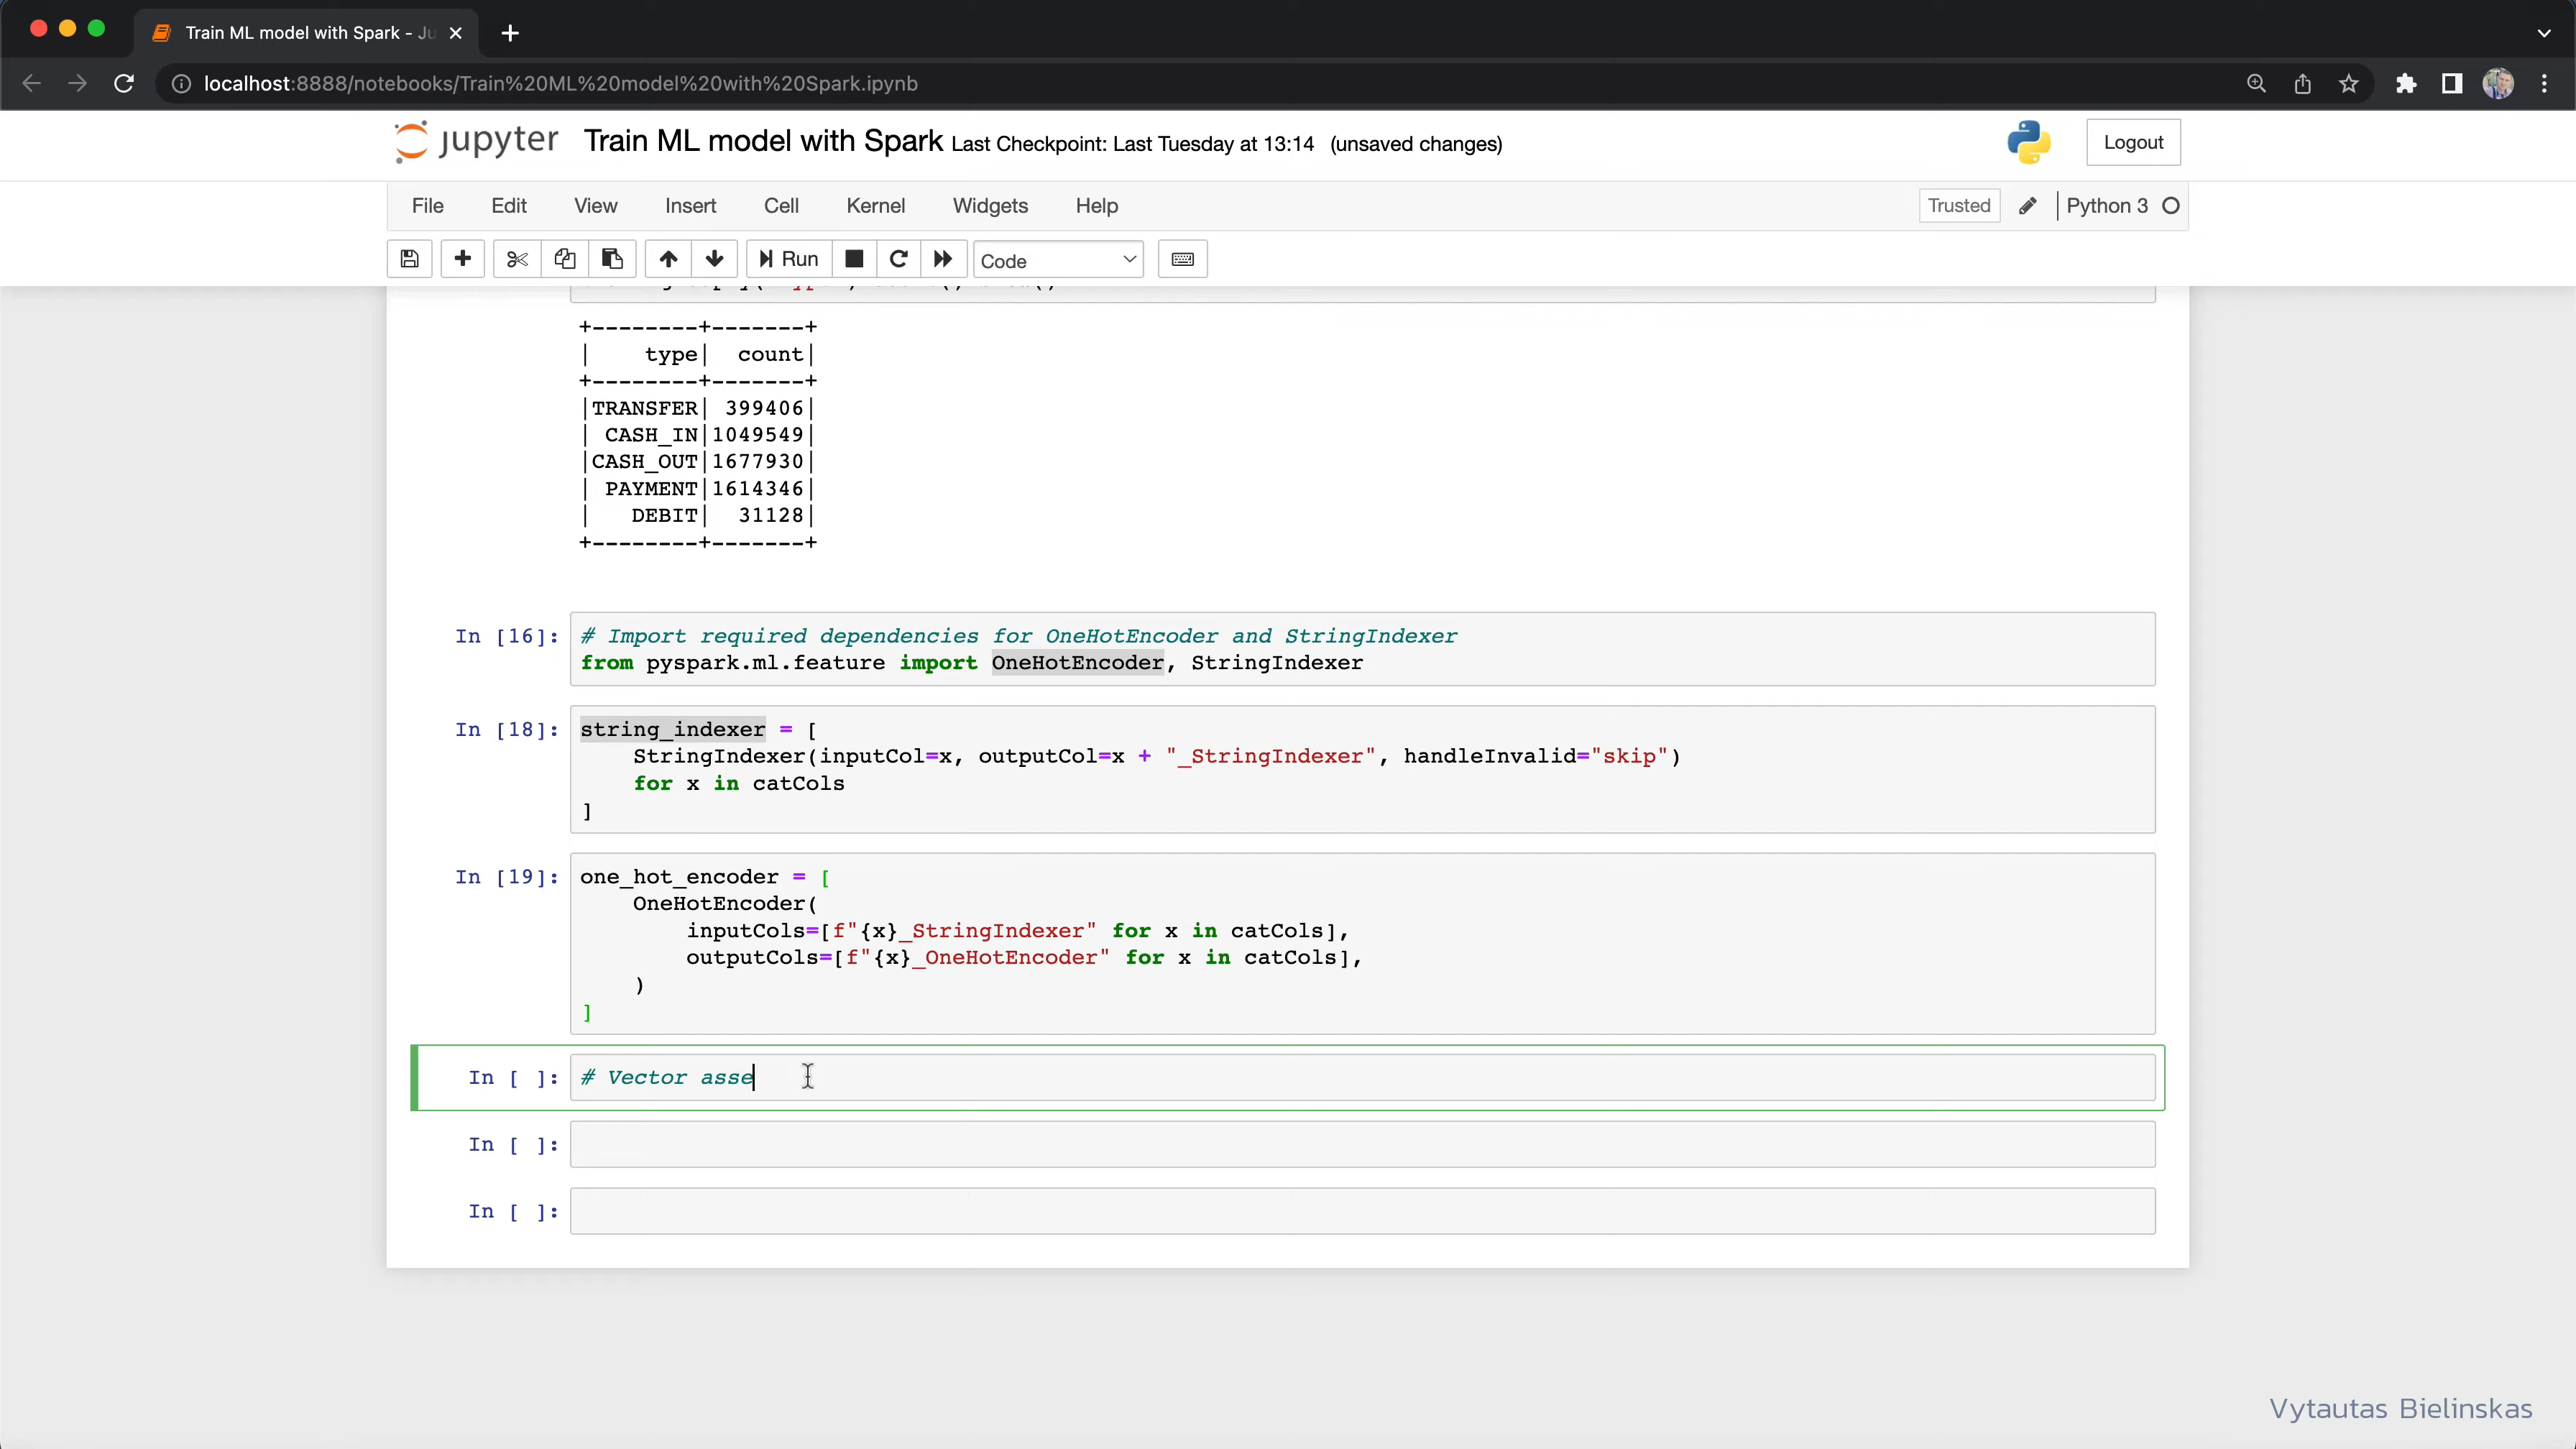 Train ML model with Spark - Ju
localhost:8888/notebooks/Train%20ML%20model%20with%20Spark.ipynb
jupyter Train ML model with Spark Last Checkpoint: Last Tuesday at 13:14 (unsaved changes)
Logout
File Edit View Insert Cell Kernel Widgets Help
Trusted Python 3
Run Code
+--------+-------+
|    type|  count|
+--------+-------+
|TRANSFER| 399406|
| CASH_IN|1049549|
|CASH_OUT|1677930|
| PAYMENT|1614346|
|   DEBIT|  31128|
+--------+-------+
In [16]: # Import required dependencies for OneHotEncoder and StringIndexer
from pyspark.ml.feature import OneHotEncoder, StringIndexer
In [18]: string_indexer = [
StringIndexer(inputCol=x, outputCol=x + "_StringIndexer", handleInvalid="skip")
for x in catCols
]
In [19]: one_hot_encoder = [
OneHotEncoder(
inputCols=[f"{x}_StringIndexer" for x in catCols],
outputCols=[f"{x}_OneHotEncoder" for x in catCols],
)
]
In [ ]: # Vector asse
In [ ]:
In [ ]:
Vytautas Bielinskas